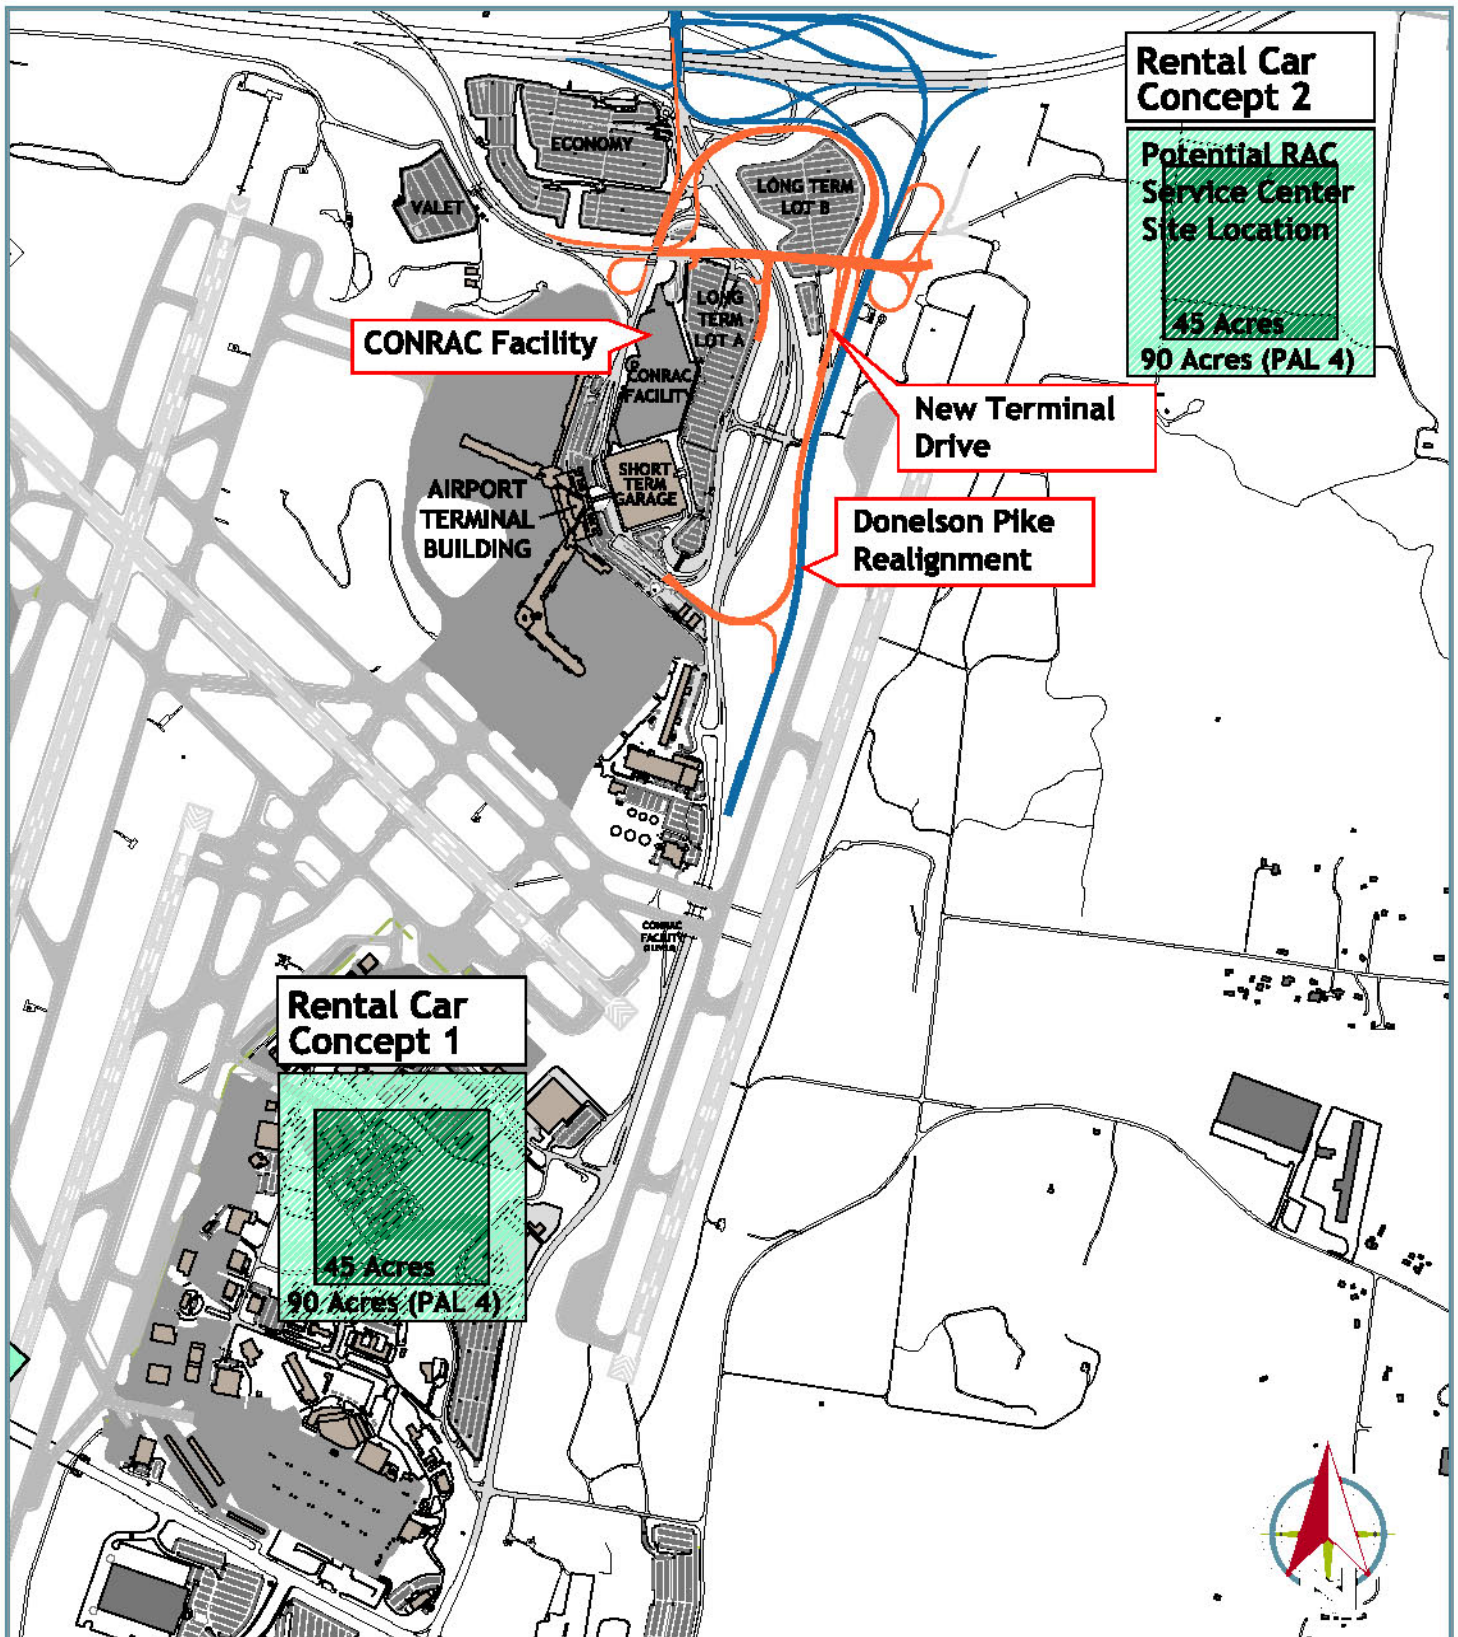 Rental Car
Concept 2
Potential RAC
Service Center
Site Location
45 Acres
90 Acres (PAL 4)
ECONOMY
VALET
LONG TERM
LOT B
LONG
TERM
LOT A
CONRAC Facility
CONRAC
FACILITY
New Terminal
Drive
SHORT
TERM
GARAGE
AIRPORT
TERMINAL
BUILDING
Donelson Pike
Realignment
CONRAC
FACILITY
Rental Car
Concept 1
45 Acres
90 Acres (PAL 4)